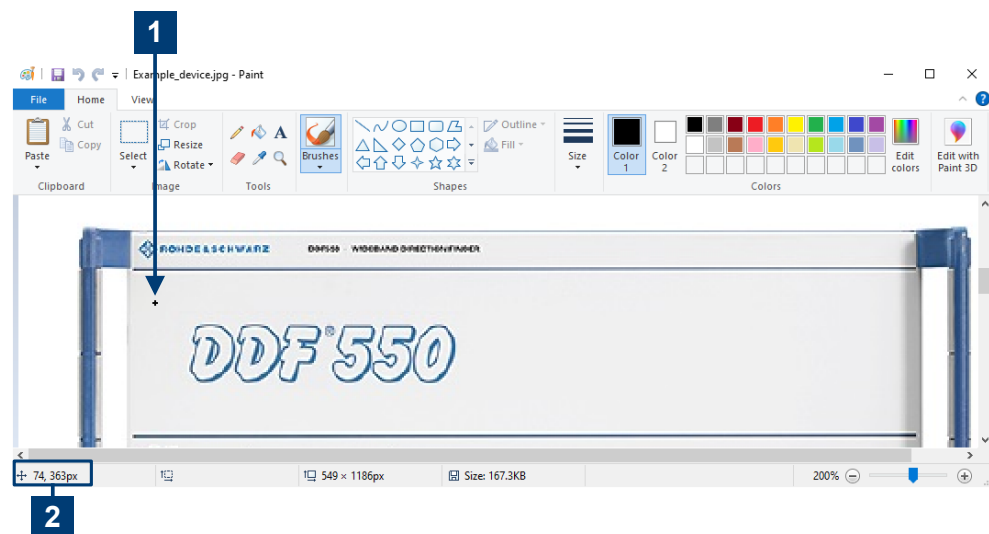 1
Example_device.jpg - Paint
File Home View
Paste
Cut
Copy
Clipboard
Select
Crop
Resize
Rotate
Image
A
Tools
Brushes
Outline
Fill
Shapes
Size
Color 1
Color 2
Edit colors
Colors
Edit with Paint 3D
ROHDE & SCHWARZ DDF550 · WIDEBAND DIRECTION FINDER
DDF® 550
74, 363px 549 × 1186px Size: 167.3KB 200%
2